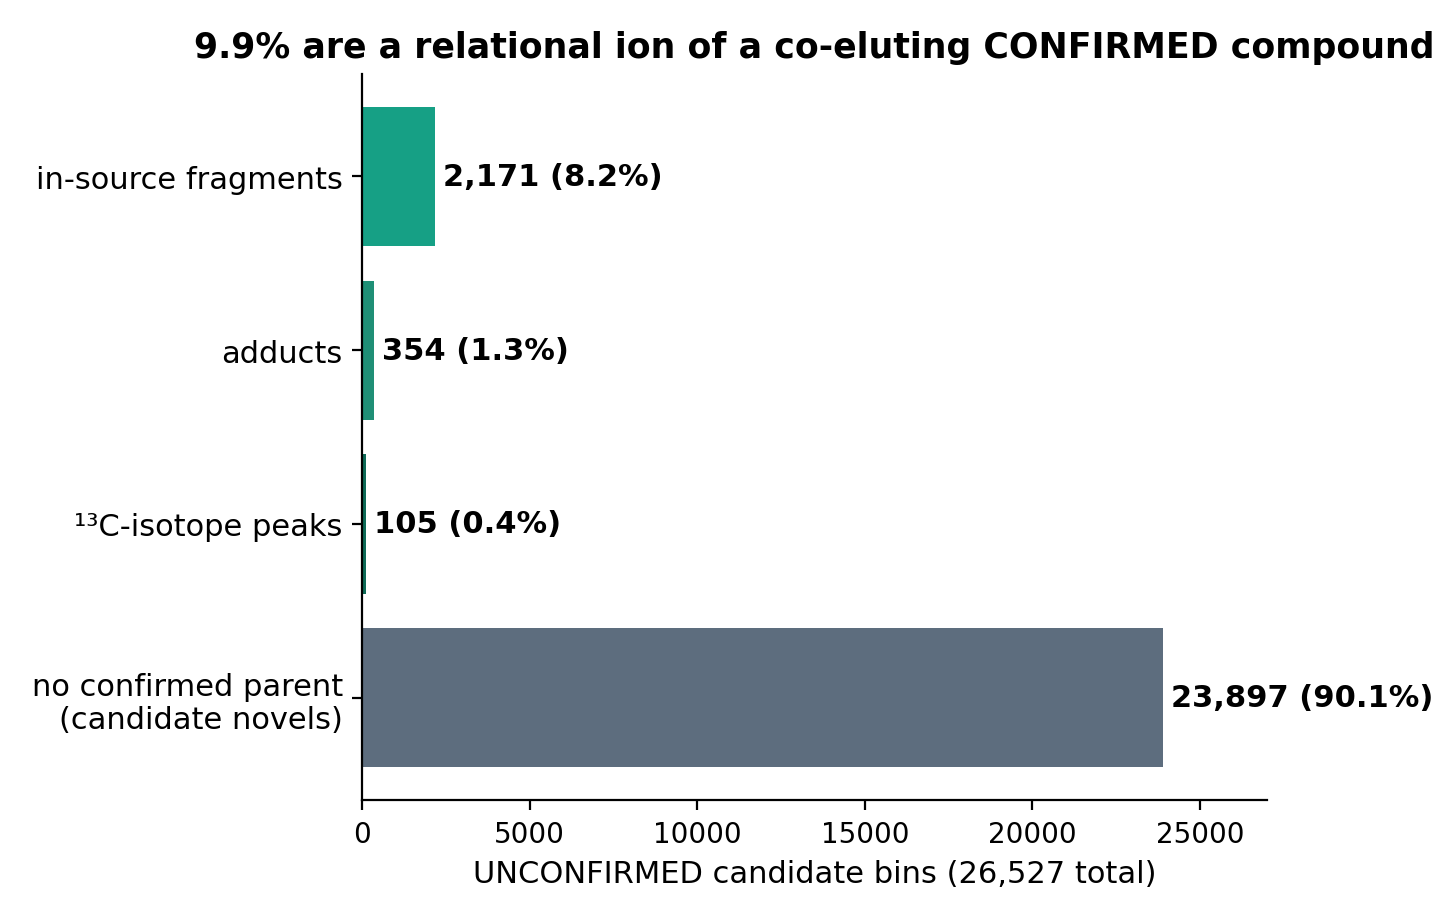 9.9% are a relational ion of a co-eluting CONFIRMED compound
in-source fragments
2,171 (8.2%)
adducts
354 (1.3%)
¹³C-isotope peaks
105 (0.4%)
no confirmed parent
(candidate novels)
23,897 (90.1%)
0 5000 10000 15000 20000 25000
UNCONFIRMED candidate bins (26,527 total)